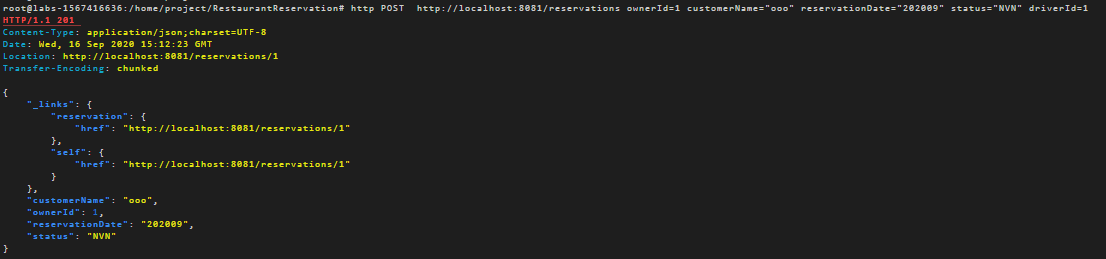 root@labs-1567416636:/home/project/RestaurantReservation# http POST  http://localhost:8081/reservations ownerId=1 customerName="ooo" reservationDate="202009" status="NVN" driverId=1
HTTP/1.1 201
Content-Type: application/json;charset=UTF-8
Date: Wed, 16 Sep 2020 15:12:23 GMT
Location: http://localhost:8081/reservations/1
Transfer-Encoding: chunked

{
    "_links": {
        "reservation": {
            "href": "http://localhost:8081/reservations/1"
        },
        "self": {
            "href": "http://localhost:8081/reservations/1"
        }
    },
    "customerName": "ooo",
    "ownerId": 1,
    "reservationDate": "202009",
    "status": "NVN"
}